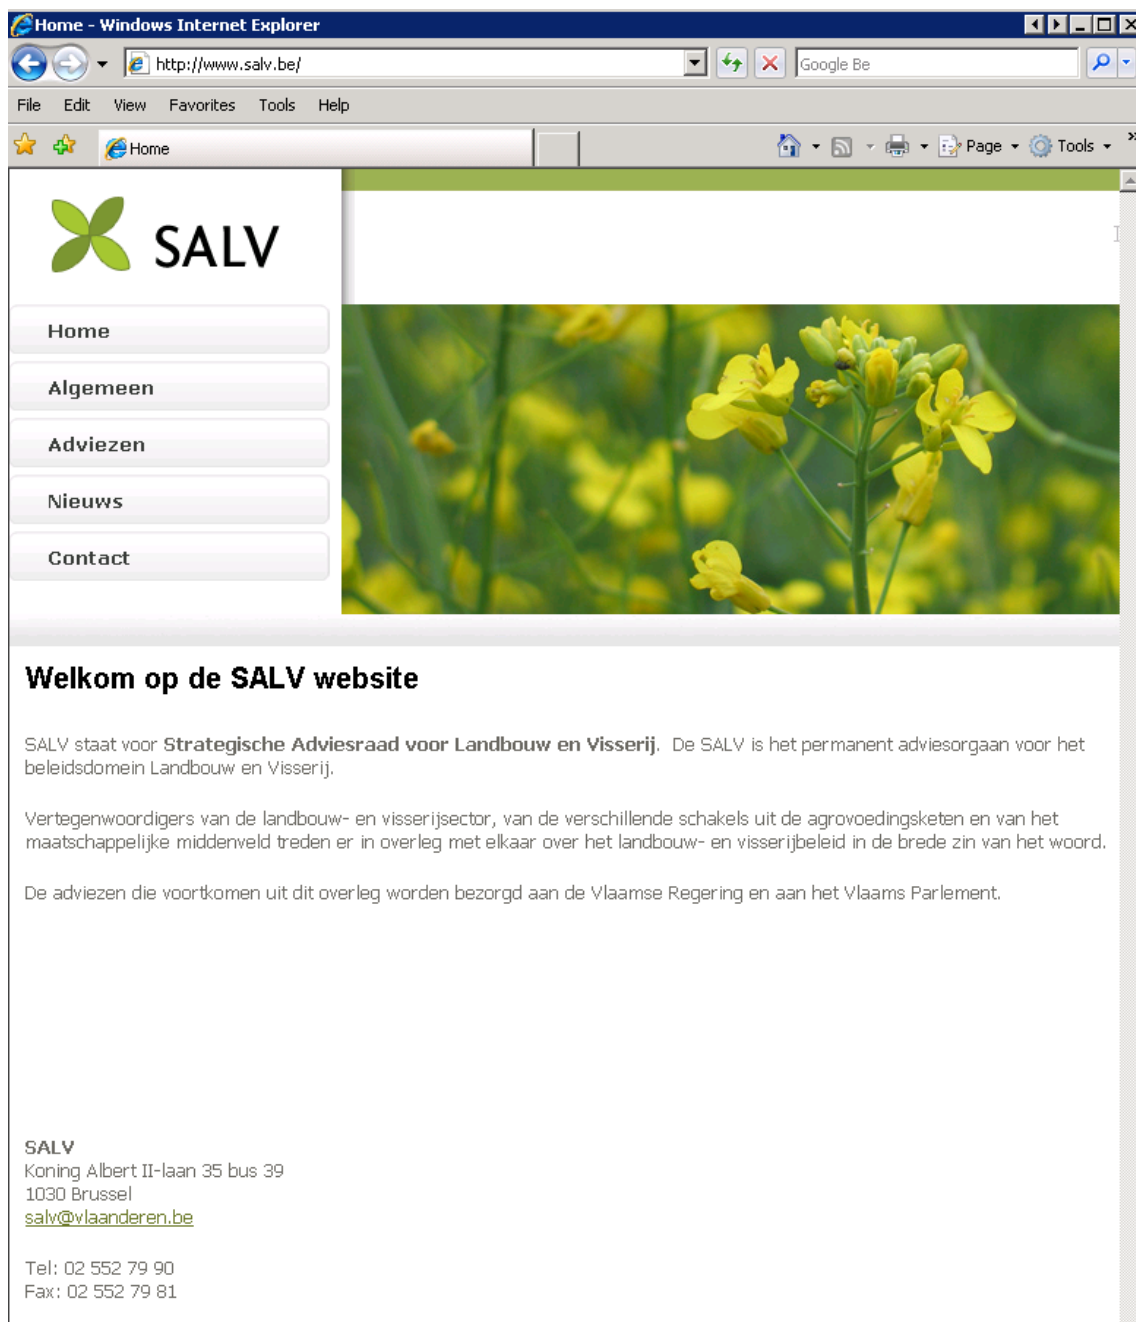 Home - Windows Internet Explorer
http://www.salv.be/
Google Be
File Edit View Favorites Tools Help
Home
Page
Tools
»
SALV
Home
Algemeen
Adviezen
Nieuws
Contact
Welkom op de SALV website
SALV staat voor Strategische Adviesraad voor Landbouw en Visserij. De SALV is het permanent adviesorgaan voor het
beleidsdomein Landbouw en Visserij.
Vertegenwoordigers van de landbouw- en visserijsector, van de verschillende schakels uit de agrovoedingsketen en van het
maatschappelijke middenveld treden er in overleg met elkaar over het landbouw- en visserijbeleid in de brede zin van het woord.
De adviezen die voortkomen uit dit overleg worden bezorgd aan de Vlaamse Regering en aan het Vlaams Parlement.
SALV
Koning Albert II-laan 35 bus 39
1030 Brussel
salv@vlaanderen.be
Tel: 02 552 79 90
Fax: 02 552 79 81